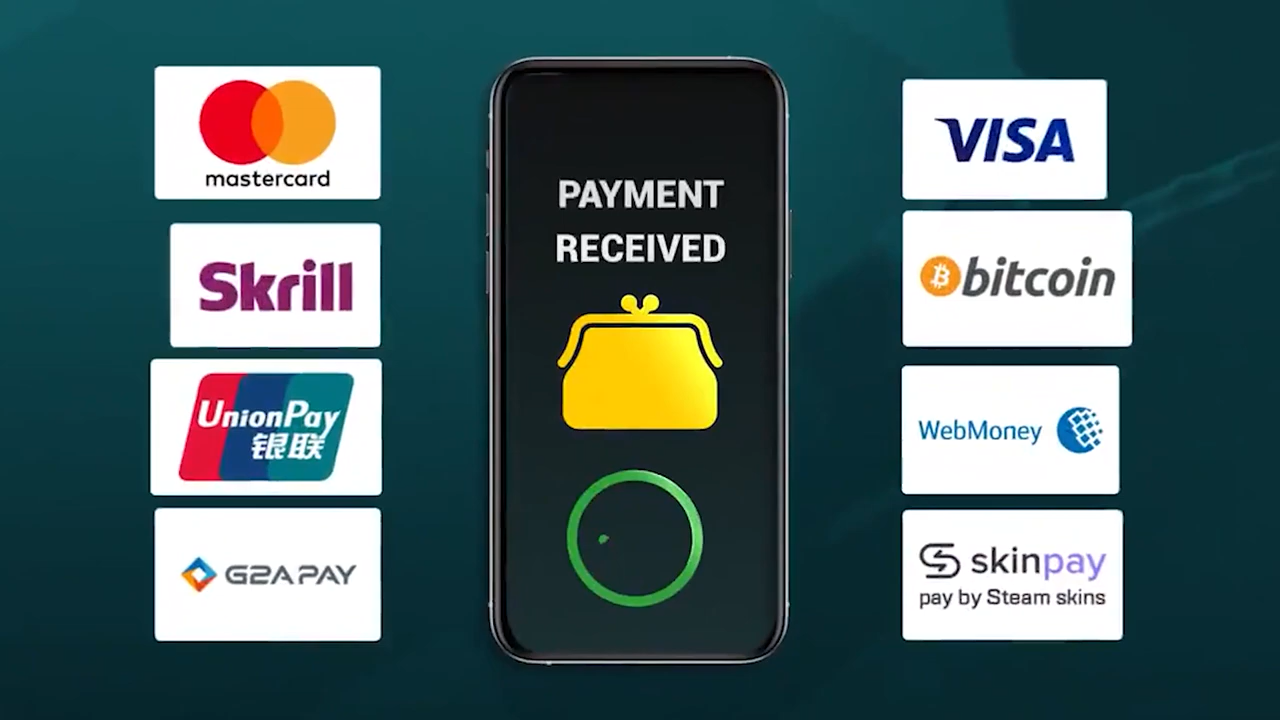 mastercard
Skrill
UnionPay
银联
G2A PAY
PAYMENT
RECEIVED
VISA
bitcoin
WebMoney
skinpay
pay by Steam skins